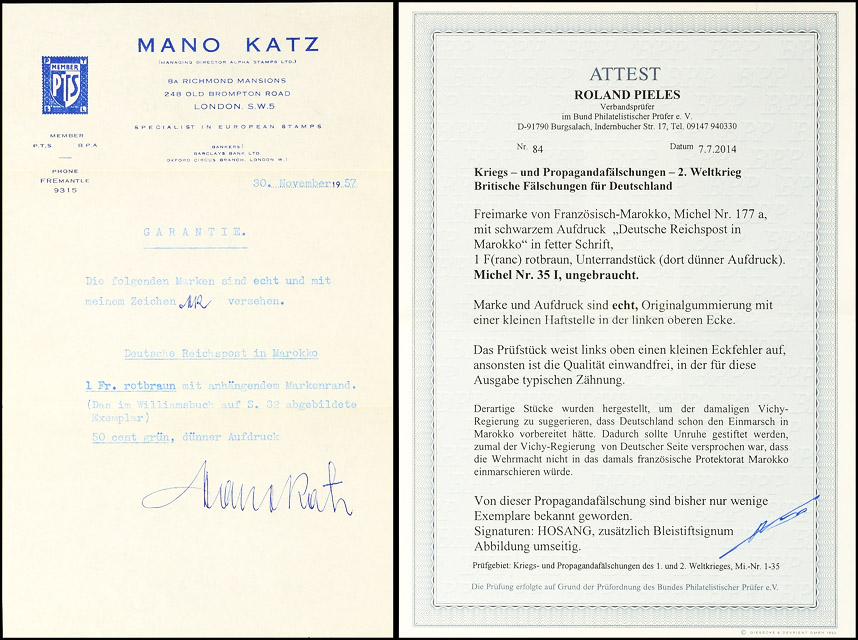 MANO KATZ
(MANAGING DIRECTOR ALPHA STAMPS LTD.)
P T
MEMBER
PTS
S L
8A RICHMOND MANSIONS
248 OLD BROMPTON ROAD
LONDON, S.W.5
SPECIALIST IN EUROPEAN STAMPS
MEMBER
P.T.S. B.P.A
BANKERS:
BARCLAYS BANK LTD.
OXFORD CIRCUS BRANCH, LONDON W.1
PHONE
FREMANTLE
9315
30. November 1957
GARANTIE.
Die folgenden Marken sind echt und mit
meinem Zeichen MK versehen.
Deutsche Reichspost in Marokko
1 Fr. rotbraun mit anhängendem Markenrand.
(Das im Williamsbuch auf S. 32 abgebildete
Exemplar)
50 cent grün, dünner Aufdruck
Mano Katz
ATTEST
ROLAND PIELES
Verbandsprüfer
im Bund Philatelistischer Prüfer e. V.
D-91790 Burgsalach, Indernbucher Str. 17, Tel. 09147 940330
Nr. 84 Datum 7.7.2014
Kriegs – und Propagandafälschungen – 2. Weltkrieg
Britische Fälschungen für Deutschland
Freimarke von Französisch-Marokko, Michel Nr. 177 a,
mit schwarzem Aufdruck „Deutsche Reichspost in
Marokko“ in fetter Schrift,
1 F(ranc) rotbraun, Unterrandstück (dort dünner Aufdruck).
Michel Nr. 35 I, ungebraucht.
Marke und Aufdruck sind echt, Originalgummierung mit
einer kleinen Haftstelle in der linken oberen Ecke.
Das Prüfstück weist links oben einen kleinen Eckfehler auf,
ansonsten ist die Qualität einwandfrei, in der für diese
Ausgabe typischen Zähnung.
Derartige Stücke wurden hergestellt, um der damaligen Vichy-
Regierung zu suggerieren, dass Deutschland schon den Einmarsch in
Marokko vorbereitet hätte. Dadurch sollte Unruhe gestiftet werden,
zumal der Vichy-Regierung von Deutscher Seite versprochen war, dass
die Wehrmacht nicht in das damals französische Protektorat Marokko
einmarschieren würde.
Von dieser Propagandafälschung sind bisher nur wenige
Exemplare bekannt geworden.
Signaturen: HOSANG, zusätzlich Bleistiftsignum
Abbildung umseitig.
Prüfgebiet: Kriegs- und Propagandafälschungen des 1. und 2. Weltkrieges, Mi.-Nr. 1-35
Die Prüfung erfolgte auf Grund der Prüfordnung des Bundes Philatelistischer Prüfer e.V.